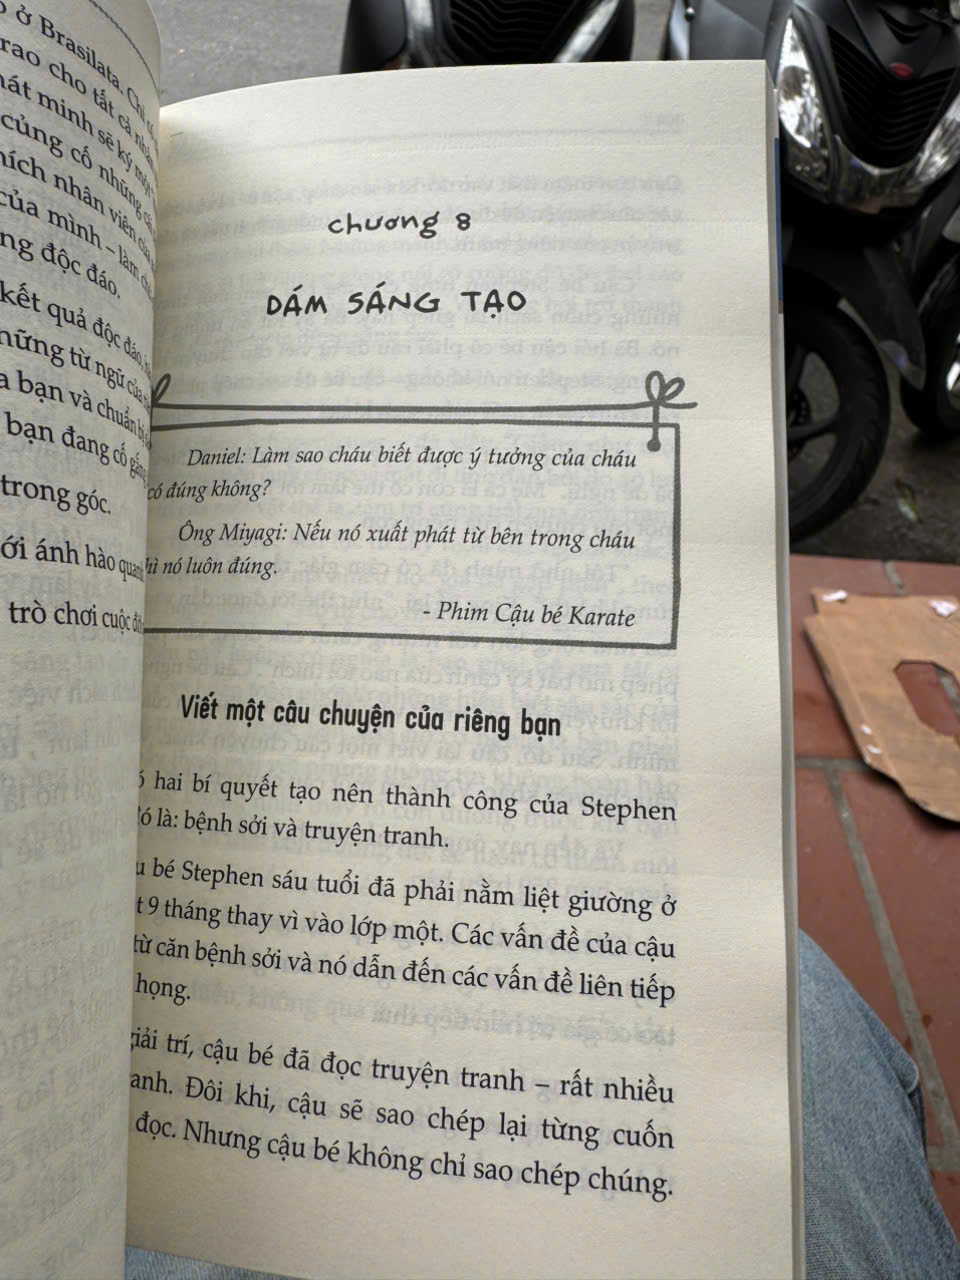 ở Brasilata. Chỉ
rao cho tất cả nhân
hát minh sẽ ký một
củng cố những
hích nhân viên của
của mình – làm
ng độc đáo.
kết quả độc đáo,
hững từ ngữ của
a bạn và chuẩn bị
bạn đang cố gắng
trong góc.
ới ánh hào quang
trò chơi cuộc đời
chương 8
DÁM SÁNG TẠO
Daniel: Làm sao cháu biết được ý tưởng của cháu
có đúng không?
Ông Miyagi: Nếu nó xuất phát từ bên trong cháu
hì nó luôn đúng.
- Phim Cậu bé Karate
Viết một câu chuyện của riêng bạn
ó hai bí quyết tạo nên thành công của Stephen
ó là: bệnh sởi và truyện tranh.
u bé Stephen sáu tuổi đã phải nằm liệt giường ở
t 9 tháng thay vì vào lớp một. Các vấn đề của cậu
từ căn bệnh sởi và nó dẫn đến các vấn đề liên tiếp
họng.
giải trí, cậu bé đã đọc truyện tranh – rất nhiều
anh. Đôi khi, cậu sẽ sao chép lại từng cuốn
đọc. Nhưng cậu bé không chỉ sao chép chúng.